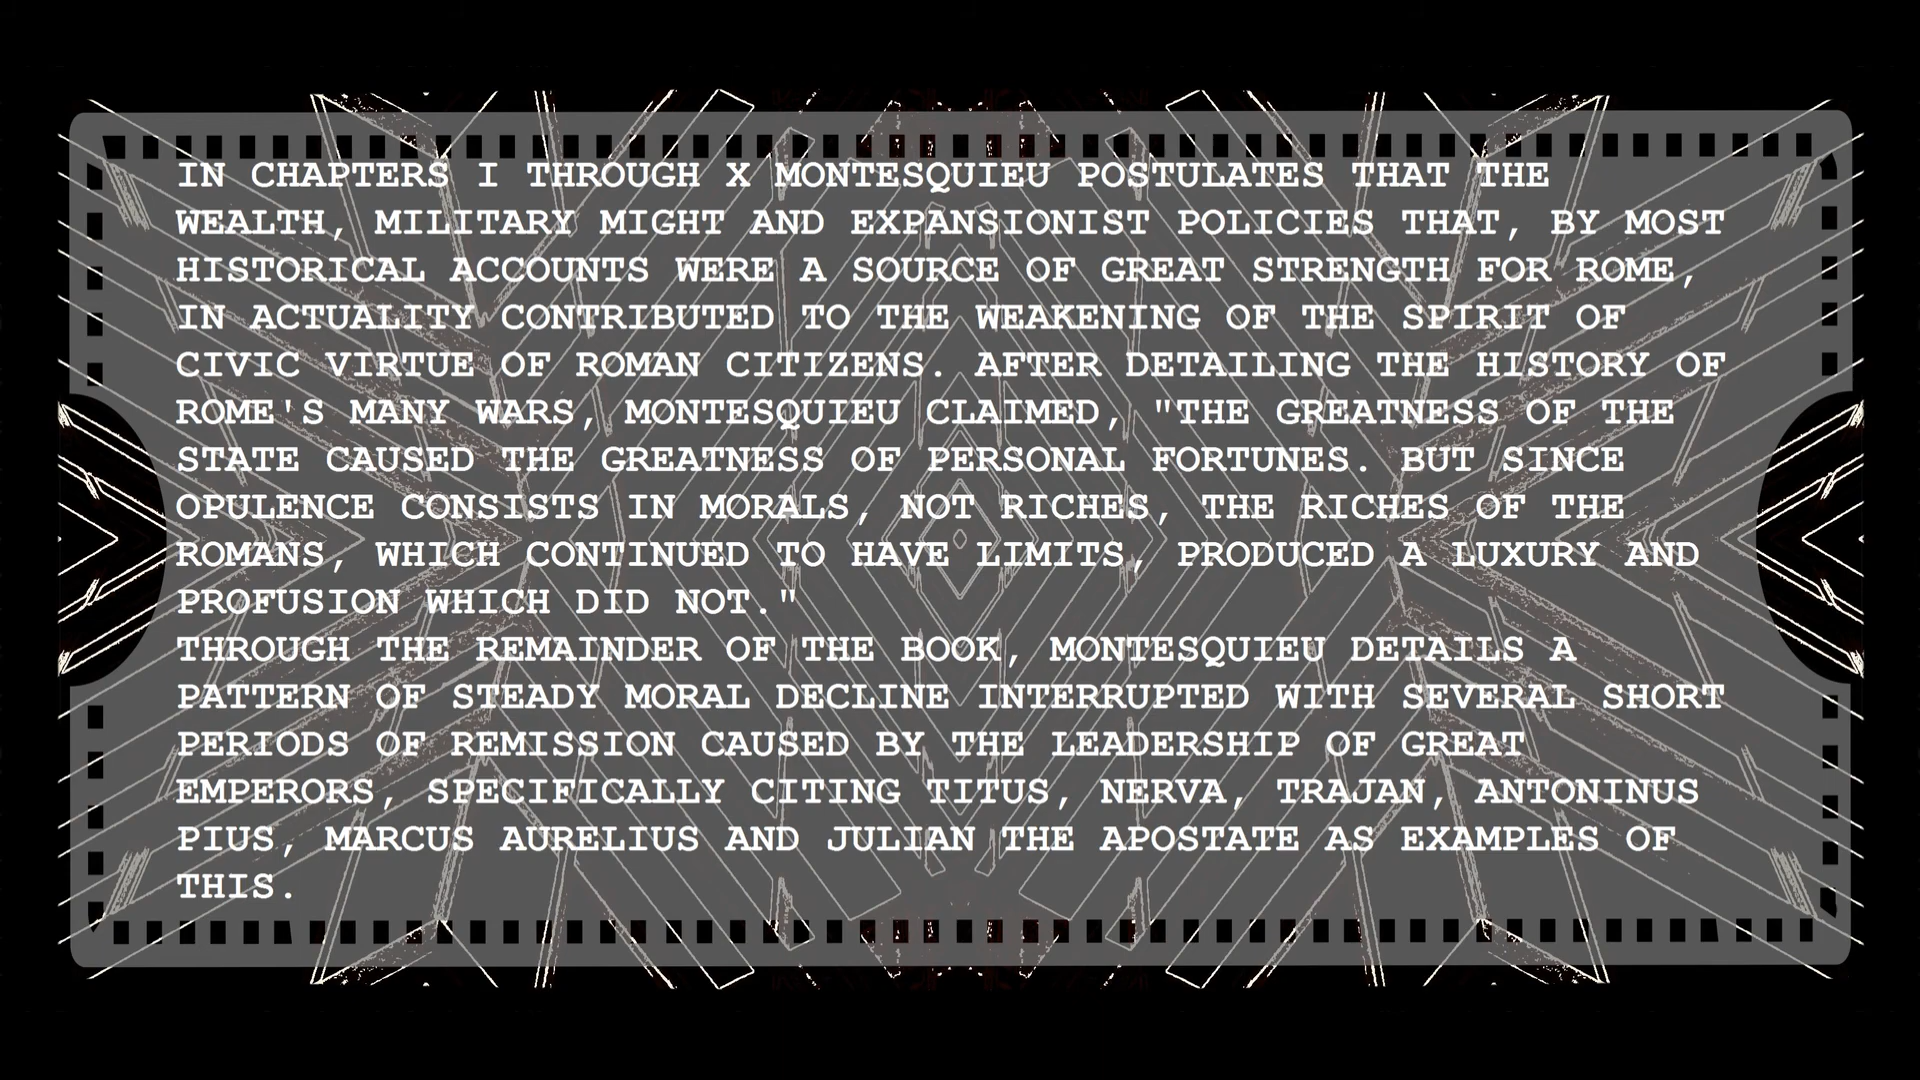 IN CHAPTERS I THROUGH X MONTESQUIEU POSTULATES THAT THE
WEALTH, MILITARY MIGHT AND EXPANSIONIST POLICIES THAT, BY MOST
HISTORICAL ACCOUNTS WERE A SOURCE OF GREAT STRENGTH FOR ROME,
IN ACTUALITY CONTRIBUTED TO THE WEAKENING OF THE SPIRIT OF
CIVIC VIRTUE OF ROMAN CITIZENS. AFTER DETAILING THE HISTORY OF
ROME'S MANY WARS, MONTESQUIEU CLAIMED, "THE GREATNESS OF THE
STATE CAUSED THE GREATNESS OF PERSONAL FORTUNES. BUT SINCE
OPULENCE CONSISTS IN MORALS, NOT RICHES, THE RICHES OF THE
ROMANS, WHICH CONTINUED TO HAVE LIMITS, PRODUCED A LUXURY AND
PROFUSION WHICH DID NOT."
THROUGH THE REMAINDER OF THE BOOK, MONTESQUIEU DETAILS A
PATTERN OF STEADY MORAL DECLINE INTERRUPTED WITH SEVERAL SHORT
PERIODS OF REMISSION CAUSED BY THE LEADERSHIP OF GREAT
EMPERORS, SPECIFICALLY CITING TITUS, NERVA, TRAJAN, ANTONINUS
PIUS, MARCUS AURELIUS AND JULIAN THE APOSTATE AS EXAMPLES OF
THIS.